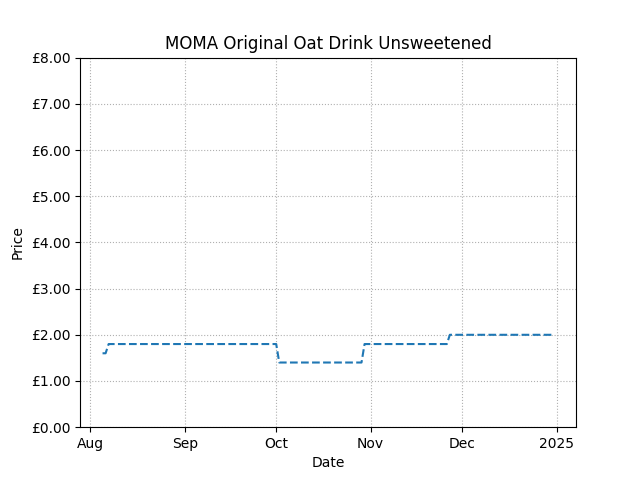 MOMA Original Oat Drink Unsweetened
£8.00
£7.00
£6.00
£5.00
£4.00
£3.00
£2.00
£1.00
£0.00
Price
Aug Sep Oct Nov Dec 2025
Date